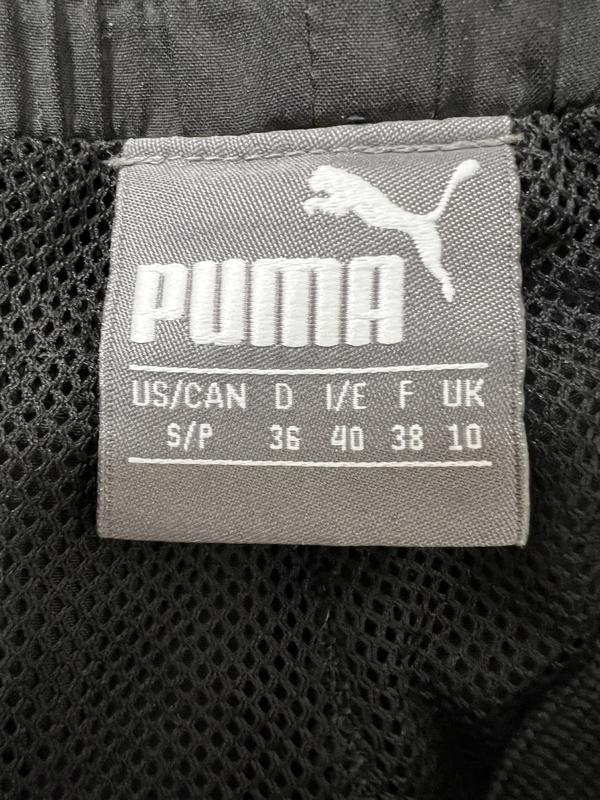 PUMA
US/CAN D I/E F UK
S/P 36 40 38 10